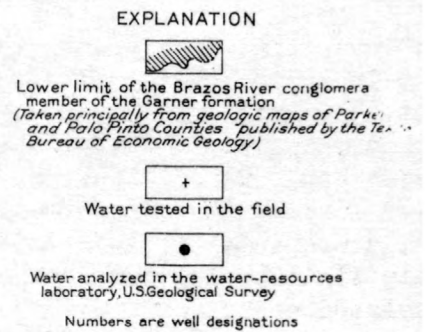 EXPLANATION
Lower limit of the Brazos River conglomera
member of the Garner formation
(Taken principally from geologic maps of Parke
and Palo Pinto Counties published by the Te
Bureau of Economic Geology)
Water tested in the field
Water analyzed in the water-resources
laboratory, U.S. Geological Survey
Numbers are well designations